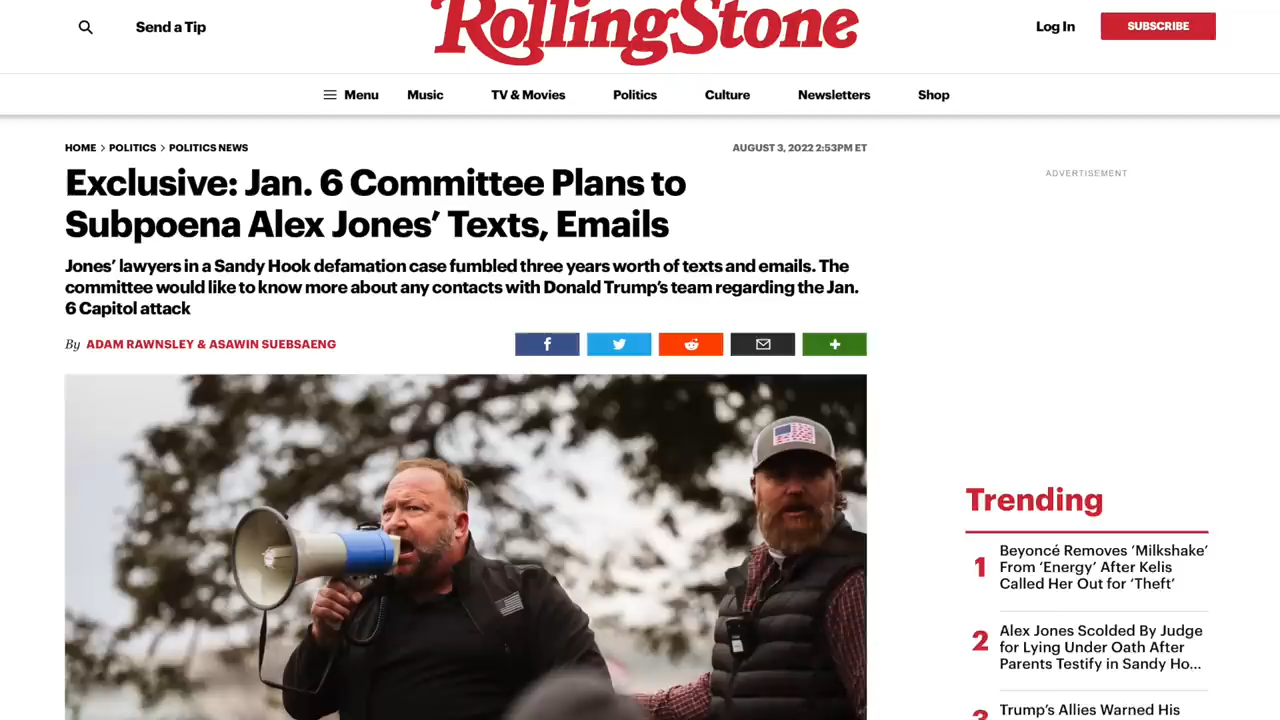 Send a Tip
RollingStone
Log In
SUBSCRIBE
Menu
Music
TV & Movies
Politics
Culture
Newsletters
Shop
HOME > POLITICS > POLITICS NEWS
AUGUST 3, 2022 2:53PM ET
Exclusive: Jan. 6 Committee Plans to
Subpoena Alex Jones’ Texts, Emails
Jones’ lawyers in a Sandy Hook defamation case fumbled three years worth of texts and emails. The
committee would like to know more about any contacts with Donald Trump’s team regarding the Jan.
6 Capitol attack
By ADAM RAWNSLEY & ASAWIN SUEBSAENG
ADVERTISEMENT
Trending
1
Beyoncé Removes ‘Milkshake’
From ‘Energy’ After Kelis
Called Her Out for ‘Theft’
2
Alex Jones Scolded By Judge
for Lying Under Oath After
Parents Testify in Sandy Ho...
3
Trump’s Allies Warned His